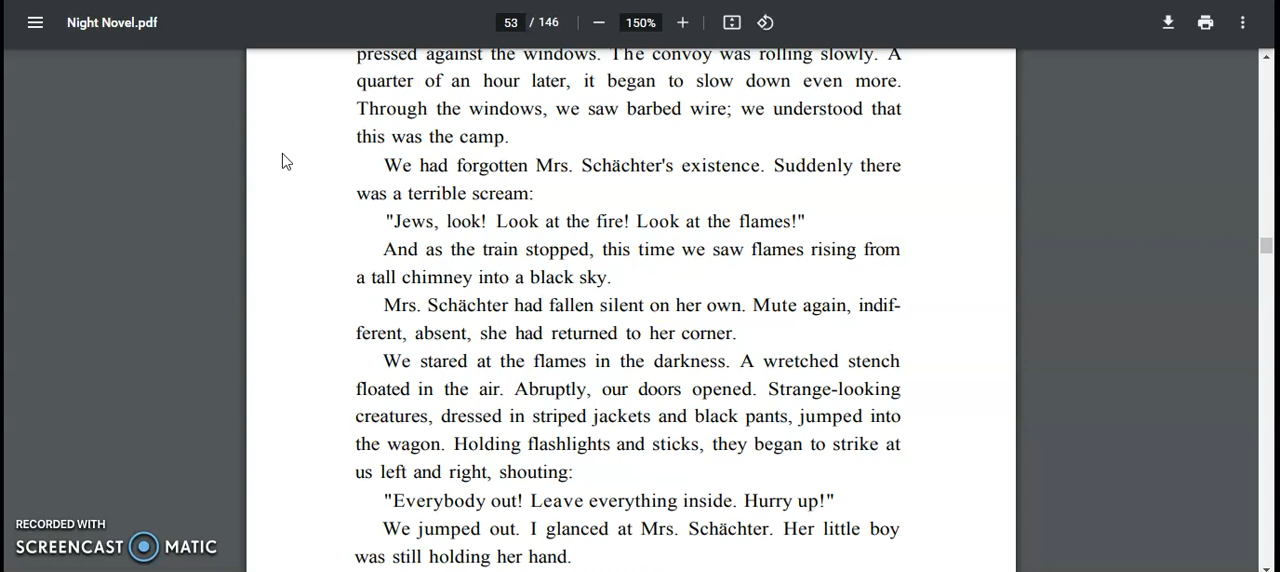 Night Novel.pdf
53 / 146
150%
pressed against the windows. The convoy was rolling slowly. A
quarter of an hour later, it began to slow down even more.
Through the windows, we saw barbed wire; we understood that
this was the camp.
We had forgotten Mrs. Schächter's existence. Suddenly there
was a terrible scream:
"Jews, look! Look at the fire! Look at the flames!"
And as the train stopped, this time we saw flames rising from
a tall chimney into a black sky.
Mrs. Schächter had fallen silent on her own. Mute again, indif-
ferent, absent, she had returned to her corner.
We stared at the flames in the darkness. A wretched stench
floated in the air. Abruptly, our doors opened. Strange-looking
creatures, dressed in striped jackets and black pants, jumped into
the wagon. Holding flashlights and sticks, they began to strike at
us left and right, shouting:
"Everybody out! Leave everything inside. Hurry up!"
We jumped out. I glanced at Mrs. Schächter. Her little boy
was still holding her hand.
RECORDED WITH
SCREENCAST MATIC